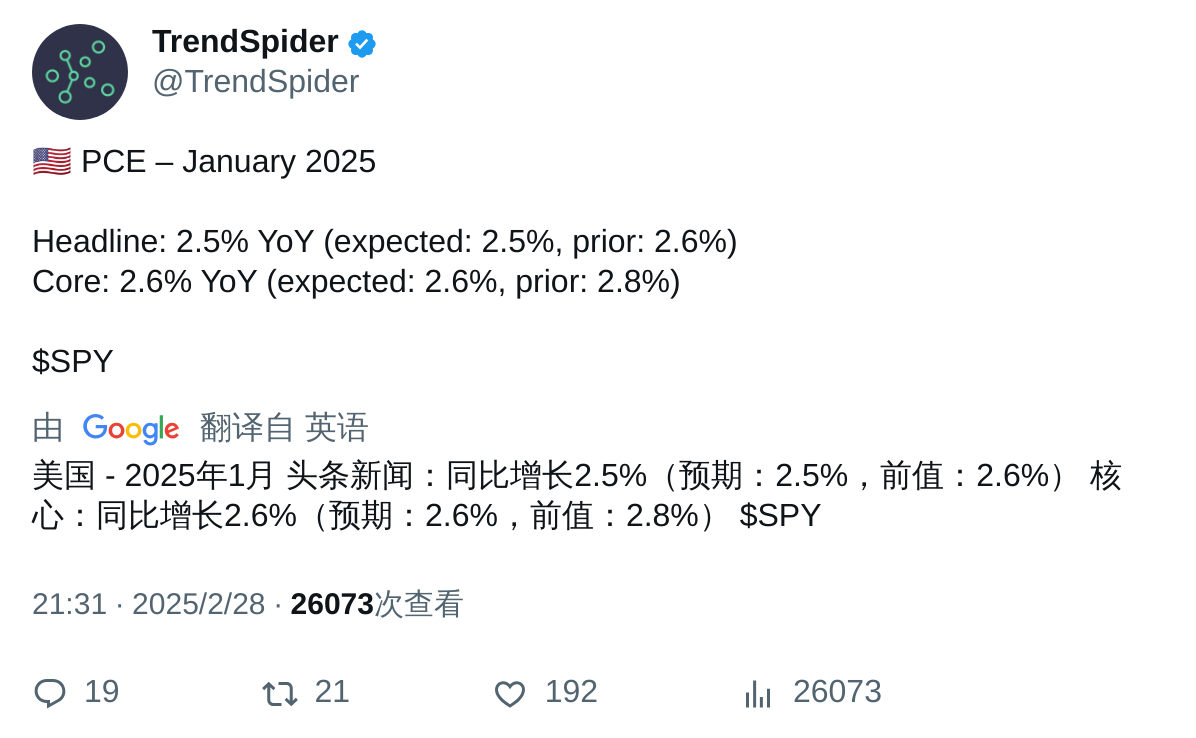 TrendSpider
@TrendSpider
🇺🇸 PCE – January 2025
Headline: 2.5% YoY (expected: 2.5%, prior: 2.6%)
Core: 2.6% YoY (expected: 2.6%, prior: 2.8%)
$SPY
由 Google 翻译自 英语
美国 - 2025年1月 头条新闻：同比增长2.5%（预期：2.5%，前值：2.6%） 核
心：同比增长2.6%（预期：2.6%，前值：2.8%） $SPY
21:31 · 2025/2/28 · 26073次查看
19 21 192 26073